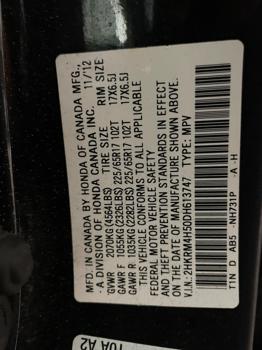 MFD. IN CANADA BY HONDA OF CANADA MFG.,
- A DIVISION OF HONDA CANADA INC. 11/12
TIRE SIZE RIM SIZE
GVWR 2070KG (4564LBS)
GAWR F 1055KG (2326LBS) 225/65R17 102T 17X6.5J
GAWR R 1035KG (2282LBS) 225/65R17 102T 17X6.5J
THIS VEHICLE CONFORMS TO ALL APPLICABLE
FEDERAL MOTOR VEHICLE SAFETY
AND THEFT PREVENTION STANDARDS IN EFFECT
ON THE DATE OF MANUFACTURE SHOWN ABOVE.
V.I.N.: 2HKRM4H50DH613747 TYPE: MPV
T1N D AB5 NH731P -A -H
A2